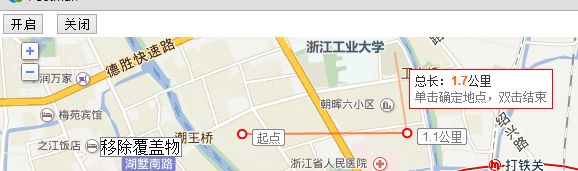 开启 关闭
浙江工业大学
德胜快速路
润万家
总长：1.7公里
单击确定地点，双击结束
朝晖六小区
梅苑宾馆
绍兴路
潮王桥
起点
1.1公里
之江饭店
移除覆盖物
湖墅南路
浙江省人民医院
打铁关